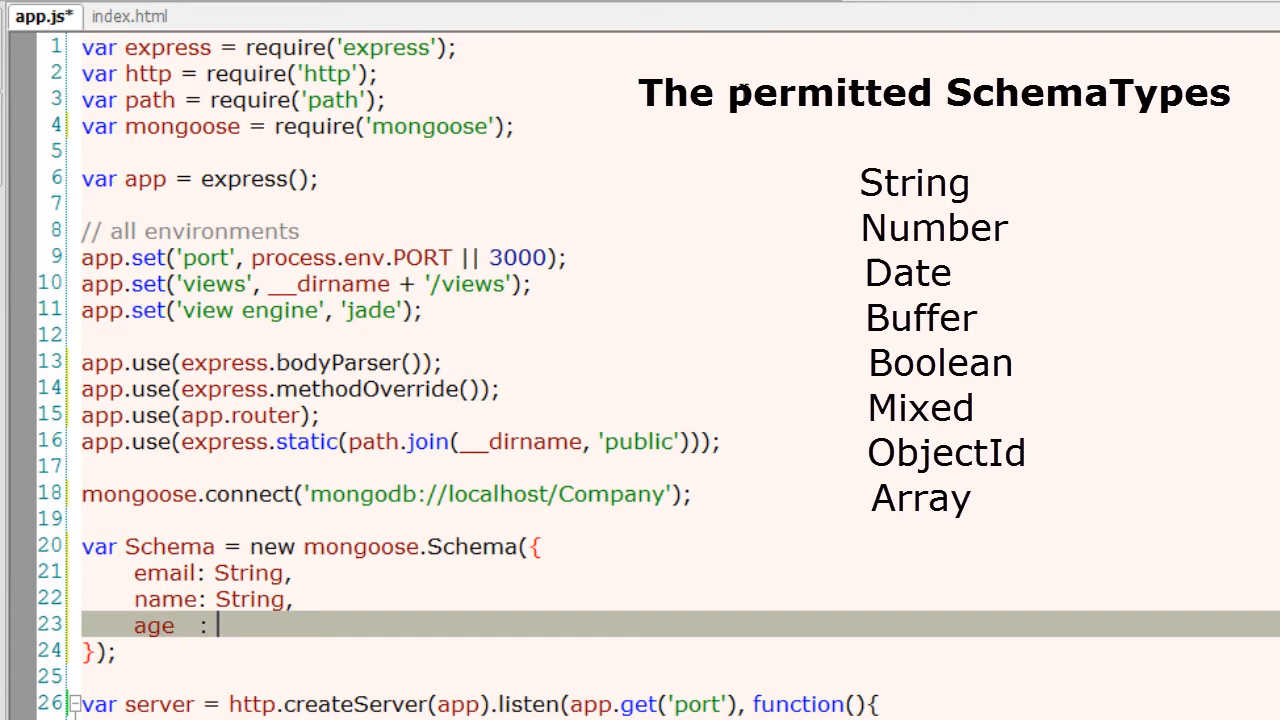 app.js* index.html
1 var express = require('express');
2 var http = require('http');
3 var path = require('path');
4 var mongoose = require('mongoose');
5
6 var app = express();
7
8 // all environments
9 app.set('port', process.env.PORT || 3000);
10 app.set('views', __dirname + '/views');
11 app.set('view engine', 'jade');
12
13 app.use(express.bodyParser());
14 app.use(express.methodOverride());
15 app.use(app.router);
16 app.use(express.static(path.join(__dirname, 'public')));
17
18 mongoose.connect('mongodb://localhost/Company');
19
20 var Schema = new mongoose.Schema({
21 email: String,
22 name: String,
23 age :
24 });
25
26 var server = http.createServer(app).listen(app.get('port'), function(){
The permitted SchemaTypes
String
Number
Date
Buffer
Boolean
Mixed
ObjectId
Array